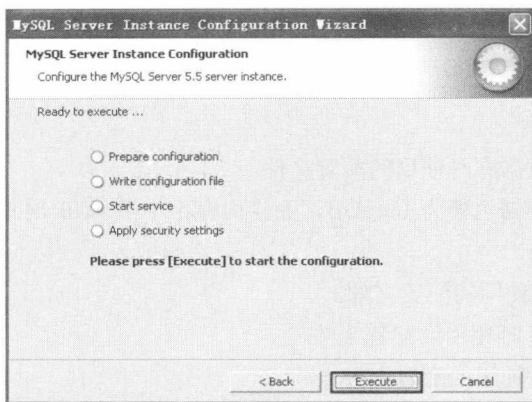 MySQL Server Instance Configuration Wizard
MySQL Server Instance Configuration
Configure the MySQL Server 5.5 server instance.
Ready to execute ...
Prepare configuration
Write configuration file
Start service
Apply security settings
Please press [Execute] to start the configuration.
< Back
Execute
Cancel